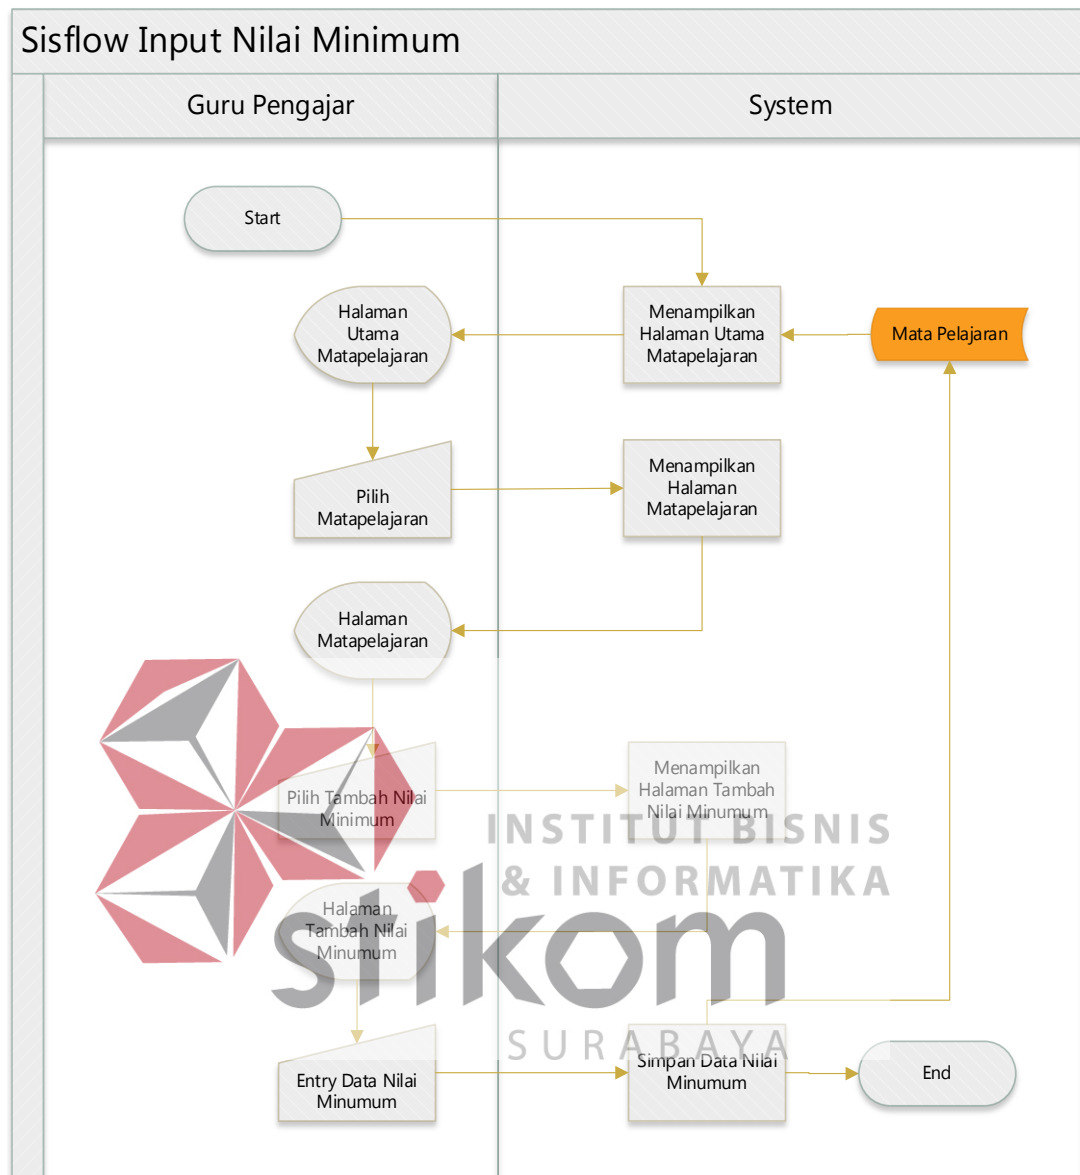 Sisflow Input Nilai Minimum
Guru Pengajar
System
Start
Halaman
Utama
Matapelajaran
Menampilkan
Halaman Utama
Matapelajaran
Mata Pelajaran
Pilih
Matapelajaran
Menampilkan
Halaman
Matapelajaran
Halaman
Matapelajaran
Pilih Tambah Nilai
Minimum
Menampilkan
Halaman Tambah
Nilai Minumum
INSTITUT BISNIS
& INFORMATIKA
stikom
SURABAYA
Halaman
Tambah Nilai
Minumum
Entry Data Nilai
Minumum
Simpan Data Nilai
Minumum
End